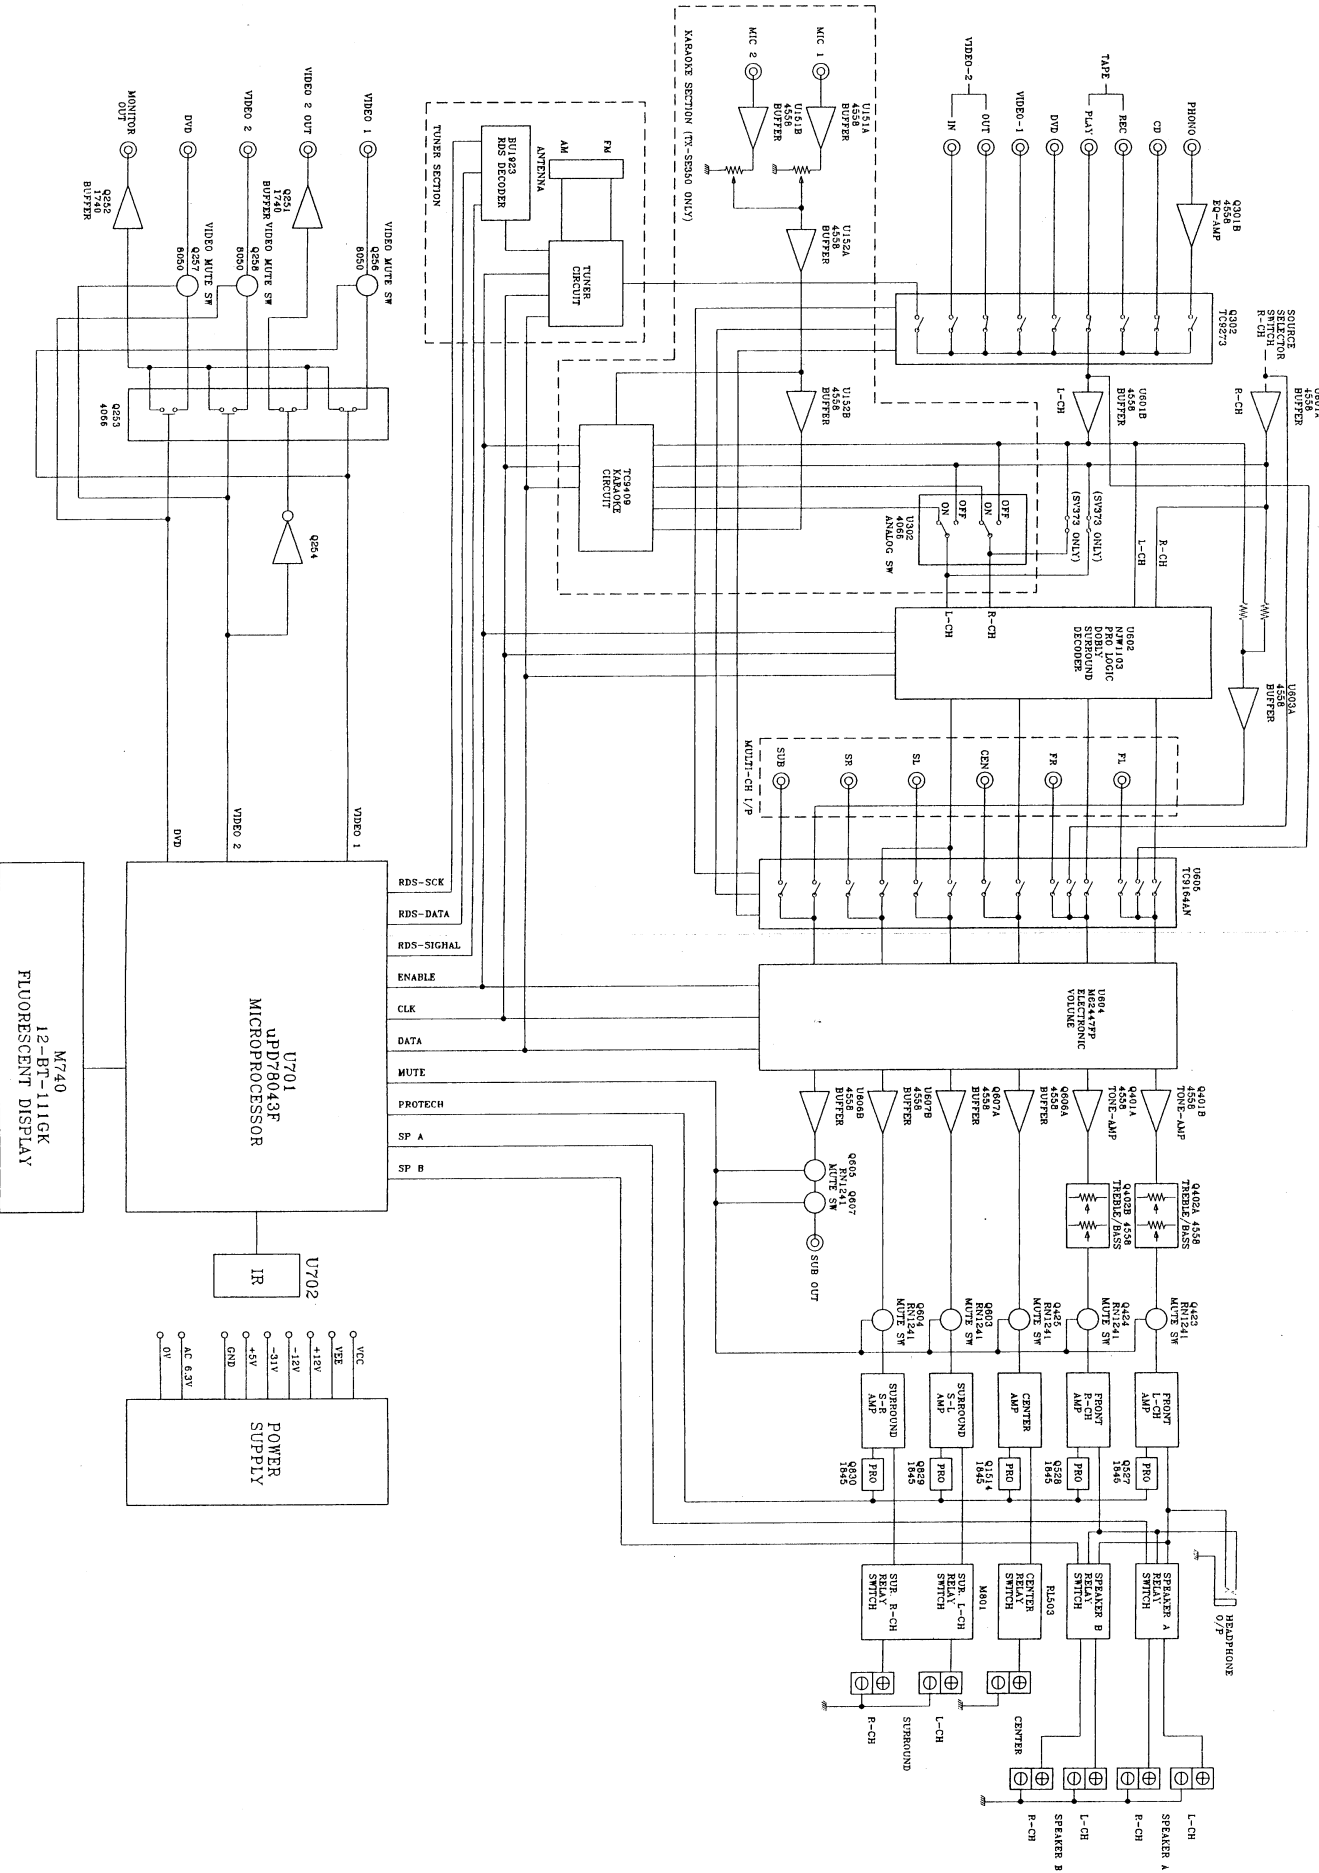 PHONO
CD
REC
TAPE
PLAY
DVD
VIDEO-1
OUT
VIDEO-2
IN
Q301B
4558
EQ-AMP
MIC 1
MIC 2
U151A
4558
BUFFER
U151B
4558
BUFFER
U152A
4558
BUFFER
U152B
4558
BUFFER
KARAOKE SECTION (TX-SE350 ONLY)
SOURCE
SELECTOR
SWITCH
R-CH
Q302
TC9273
4558
BUFFER
R-CH
U601B
4558
BUFFER
L-CH
(SV373 ONLY)
(SV373 ONLY)
R-CH
L-CH
OFF
ON
OFF
ON
U302
4066
ANALOG SW
TC9409
KARAOKE
CIRCUIT
FM
AM
ANTENNA
BU1923
RDS DECODER
TUNER
CIRCUIT
TUNER SECTION
VIDEO 1
VIDEO 2 OUT
VIDEO 2
DVD
MONITOR
OUT
VIDEO MUTE SW
Q256
8050
Q251
1740
BUFFER
VIDEO MUTE SW
Q258
8050
VIDEO MUTE SW
Q257
8050
Q252
1740
BUFFER
Q253
4066
Q254
R-CH
L-CH
U602
NJW1103
DOBLY
PRO LOGIC
SURROUND
DECODER
U603A
4558
BUFFER
FL
FR
CEN
SL
SR
SUB
MULTI-CH I/P
U605
TC9164AN
VIDEO 1
VIDEO 2
DVD
RDS-SCK
RDS-DATA
RDS-SIGHAL
ENABLE
CLK
DATA
MUTE
PROTECH
SP A
SP B
U701
uPD78043F
MICROPROCESSOR
M740
12-BT-111GK
FLUORESCENT DISPLAY
U702
IR
U604
M62447FP
ELECTRONIC
VOLUME
Q401B
4558
TONE-AMP
Q401A
4558
TONE-AMP
Q606A
4558
BUFFER
Q607A
4558
BUFFER
U607B
4558
BUFFER
U606B
4558
BUFFER
Q402A 4558
TREBLE/BASS
Q402B 4558
TREBLE/BASS
Q605 Q607
RN1241
MUTE SW
SUB OUT
Q423
RN1241
MUTE SW
Q424
RN1241
MUTE SW
Q425
RN1241
MUTE SW
Q603
RN1241
MUTE SW
Q604
RN1241
MUTE SW
FRONT
L-CH
AMP
FRONT
R-CH
AMP
CENTER
AMP
SURROUND
S-L
AMP
SURROUND
S-R
AMP
PRO
Q527
1845
PRO
Q528
1845
PRO
Q1514
1845
PRO
Q829
1845
PRO
Q830
1845
HEADPHONE
O/P
SPEAKER A
RELAY
SWITCH
SPEAKER B
RELAY
SWITCH
RL503
CENTER
RELAY
SWITCH
M801
SUR. L-CH
RELAY
SWITCH
SUR. R-CH
RELAY
SWITCH
L-CH
SPEAKER A
R-CH
L-CH
SPEAKER B
R-CH
CENTER
L-CH
SURROUND
R-CH
VCC
VEE
+12V
-12V
-31V
+5V
GND
AC 6.3V
0V
POWER
SUPPLY